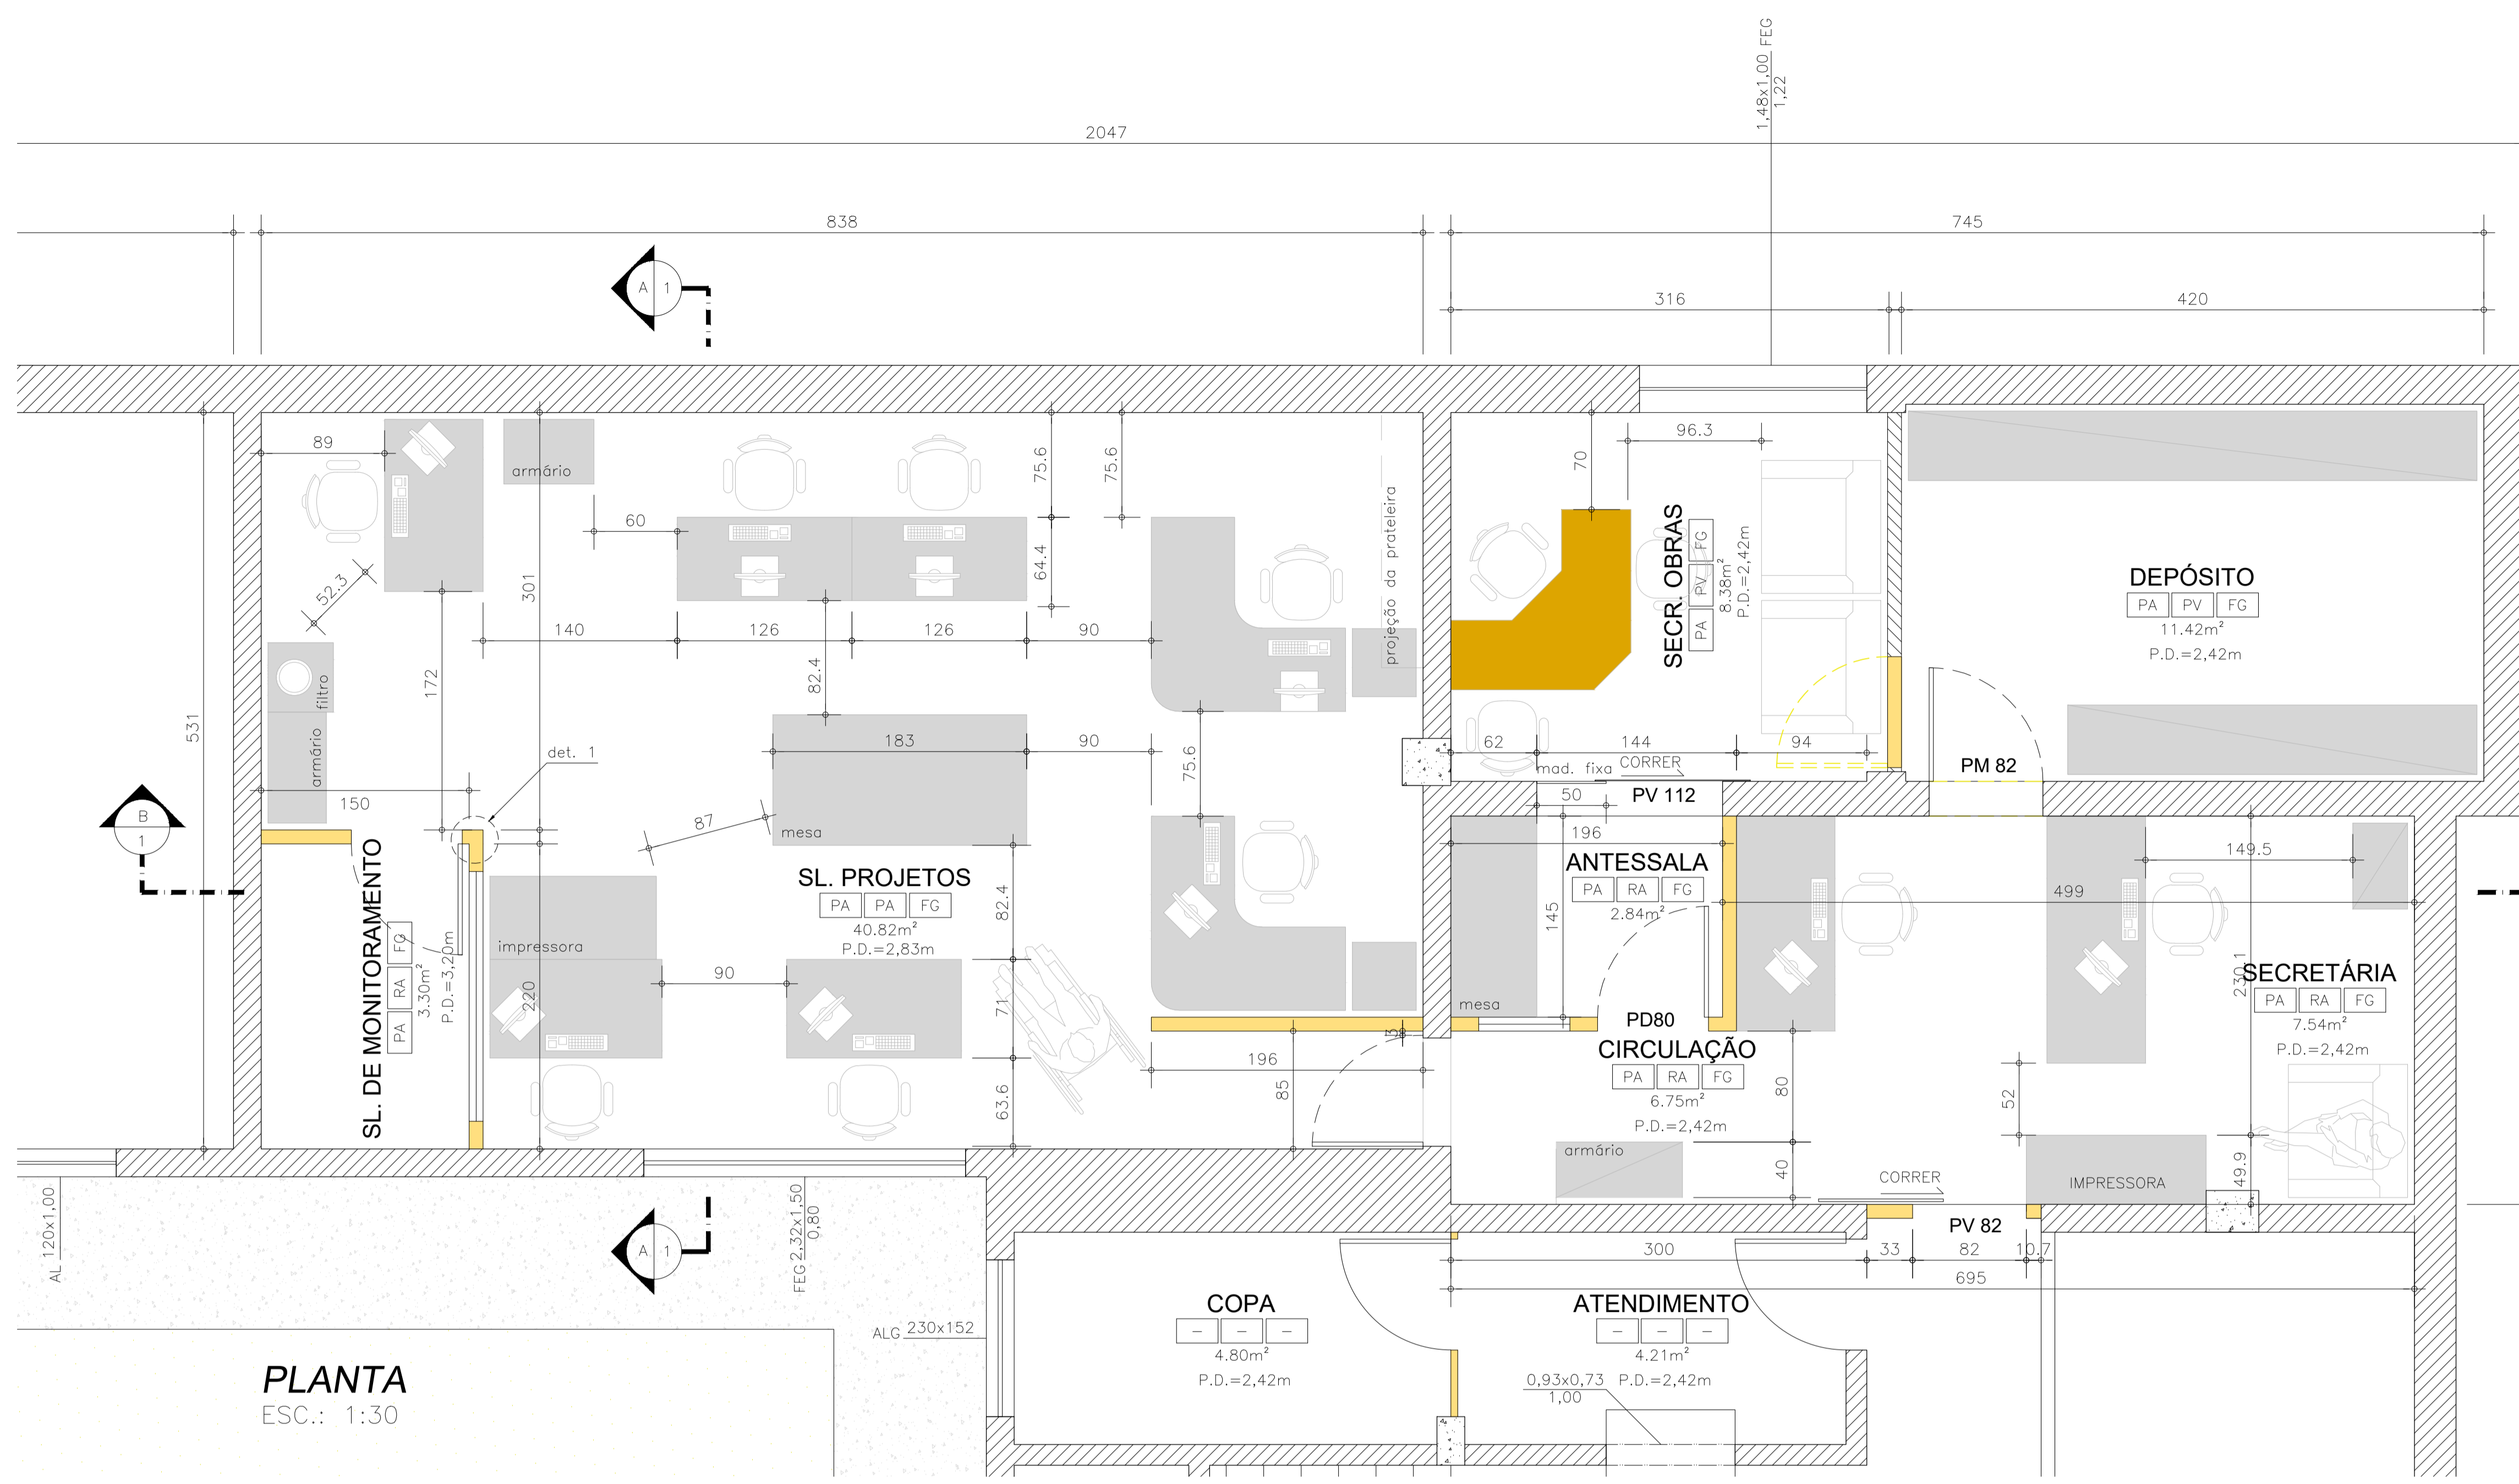 1,48x1,00 FEG
1,22
2047
838
745
A 1
316
420
89
armário
75.6
75.6
70
96.3
60
64.4
projeção da prateleira
52.3
301
SECR. OBRAS
PA PV FG
8.38m²
P.D.=2,42m
DEPÓSITO
PA PV FG
11.42m²
P.D.=2,42m
140
126
126
90
82.4
172
filtro
armário
531
det. 1
183
90
75.6
62
144
94
mad. fixa
CORRER
PM 82
B
1
150
87
mesa
50
PV 112
196
SL. DE MONITORAMENTO
PA RA FG
3.30m²
P.D.=3,20m
SL. PROJETOS
PA PA FG
40.82m²
P.D.=2,83m
82.4
ANTESSALA
PA RA FG
2.84m²
145
149.5
499
impressora
90
220
71
mesa
PD80
230.1
SECRETÁRIA
PA RA FG
7.54m²
P.D.=2,42m
3
CIRCULAÇÃO
PA RA FG
6.75m²
P.D.=2,42m
196
85
63.6
80
52
armário
40
CORRER
IMPRESSORA
49.9
AL 120x1,00
FEG 2,32x1,50
0,80
A 1
PV 82
300
33
82
10.7
695
COPA
- - -
4.80m²
P.D.=2,42m
ATENDIMENTO
- - -
4.21m²
P.D.=2,42m
ALG 230x152
0,93x0,73
1,00
PLANTA
ESC.: 1:30